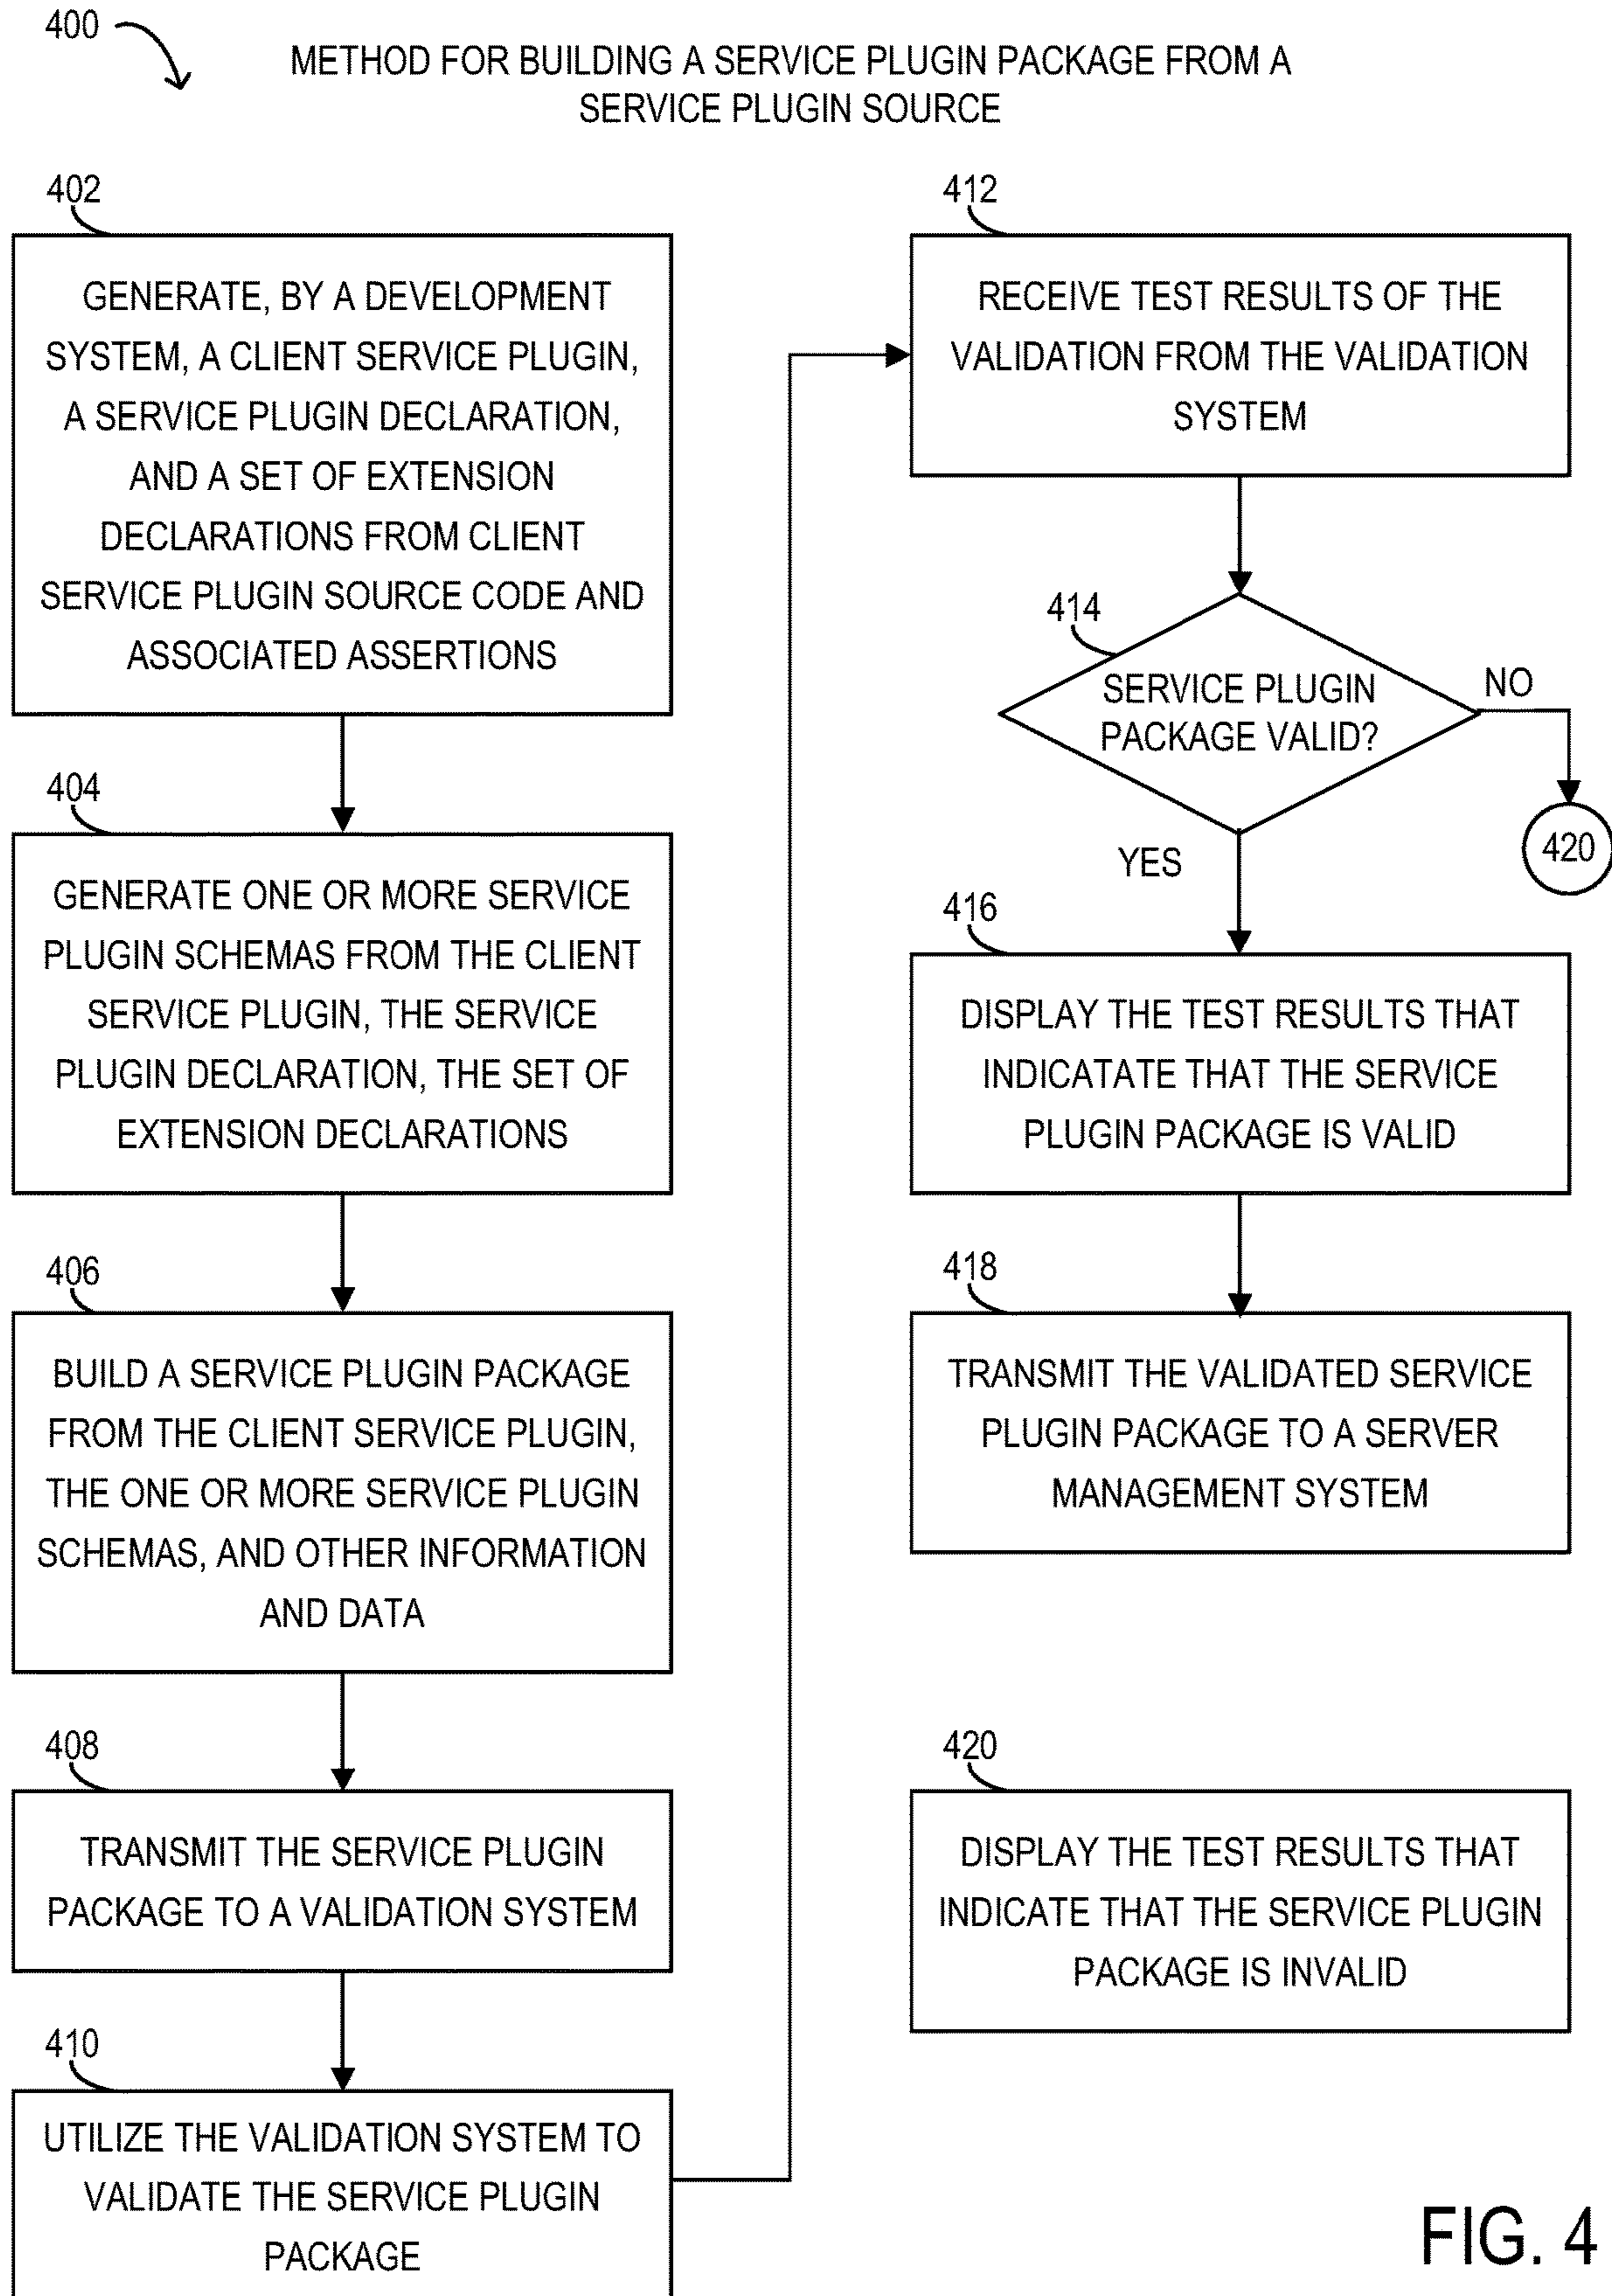 400
METHOD FOR BUILDING A SERVICE PLUGIN PACKAGE FROM A
SERVICE PLUGIN SOURCE
402
GENERATE, BY A DEVELOPMENT
SYSTEM, A CLIENT SERVICE PLUGIN,
A SERVICE PLUGIN DECLARATION,
AND A SET OF EXTENSION
DECLARATIONS FROM CLIENT
SERVICE PLUGIN SOURCE CODE AND
ASSOCIATED ASSERTIONS
404
GENERATE ONE OR MORE SERVICE
PLUGIN SCHEMAS FROM THE CLIENT
SERVICE PLUGIN, THE SERVICE
PLUGIN DECLARATION, THE SET OF
EXTENSION DECLARATIONS
406
BUILD A SERVICE PLUGIN PACKAGE
FROM THE CLIENT SERVICE PLUGIN,
THE ONE OR MORE SERVICE PLUGIN
SCHEMAS, AND OTHER INFORMATION
AND DATA
408
TRANSMIT THE SERVICE PLUGIN
PACKAGE TO A VALIDATION SYSTEM
410
UTILIZE THE VALIDATION SYSTEM TO
VALIDATE THE SERVICE PLUGIN
PACKAGE
412
RECEIVE TEST RESULTS OF THE
VALIDATION FROM THE VALIDATION
SYSTEM
414
SERVICE PLUGIN
PACKAGE VALID?
NO
420
YES
416
DISPLAY THE TEST RESULTS THAT
INDICATATE THAT THE SERVICE
PLUGIN PACKAGE IS VALID
418
TRANSMIT THE VALIDATED SERVICE
PLUGIN PACKAGE TO A SERVER
MANAGEMENT SYSTEM
420
DISPLAY THE TEST RESULTS THAT
INDICATE THAT THE SERVICE PLUGIN
PACKAGE IS INVALID
FIG. 4